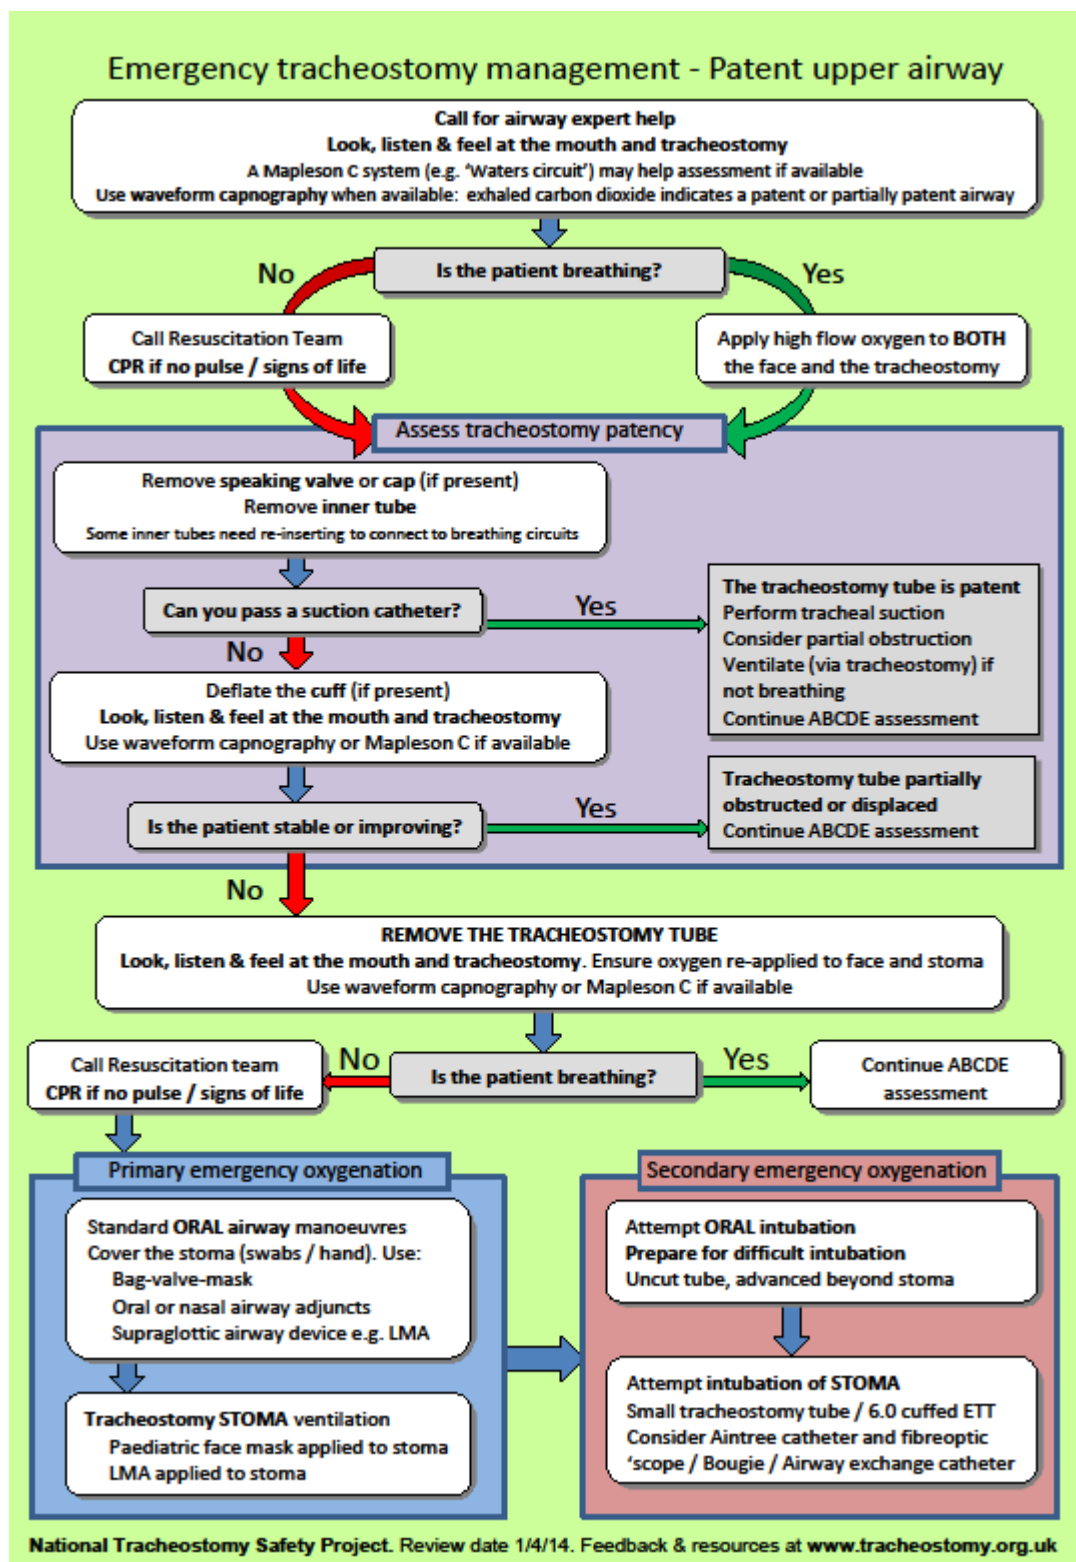 Emergency tracheostomy management - Patent upper airway
Call for airway expert help
Look, listen & feel at the mouth and tracheostomy
A Mapleson C system (e.g. ‘Waters circuit’) may help assessment if available
Use waveform capnography when available: exhaled carbon dioxide indicates a patent or partially patent airway
No
Is the patient breathing?
Yes
Call Resuscitation Team
CPR if no pulse / signs of life
Apply high flow oxygen to BOTH
the face and the tracheostomy
Assess tracheostomy patency
Remove speaking valve or cap (if present)
Remove inner tube
Some inner tubes need re-inserting to connect to breathing circuits
Can you pass a suction catheter?
Yes
The tracheostomy tube is patent
Perform tracheal suction
Consider partial obstruction
Ventilate (via tracheostomy) if
not breathing
Continue ABCDE assessment
No
Deflate the cuff (if present)
Look, listen & feel at the mouth and tracheostomy
Use waveform capnography or Mapleson C if available
Is the patient stable or improving?
Yes
Tracheostomy tube partially
obstructed or displaced
Continue ABCDE assessment
No
REMOVE THE TRACHEOSTOMY TUBE
Look, listen & feel at the mouth and tracheostomy. Ensure oxygen re-applied to face and stoma
Use waveform capnography or Mapleson C if available
Call Resuscitation team
CPR if no pulse / signs of life
No
Is the patient breathing?
Yes
Continue ABCDE
assessment
Primary emergency oxygenation
Standard ORAL airway manoeuvres
Cover the stoma (swabs / hand). Use:
Bag-valve-mask
Oral or nasal airway adjuncts
Supraglottic airway device e.g. LMA
Tracheostomy STOMA ventilation
Paediatric face mask applied to stoma
LMA applied to stoma
Secondary emergency oxygenation
Attempt ORAL intubation
Prepare for difficult intubation
Uncut tube, advanced beyond stoma
Attempt intubation of STOMA
Small tracheostomy tube / 6.0 cuffed ETT
Consider Aintree catheter and fibreoptic
‘scope / Bougie / Airway exchange catheter
National Tracheostomy Safety Project. Review date 1/4/14. Feedback & resources at www.tracheostomy.org.uk